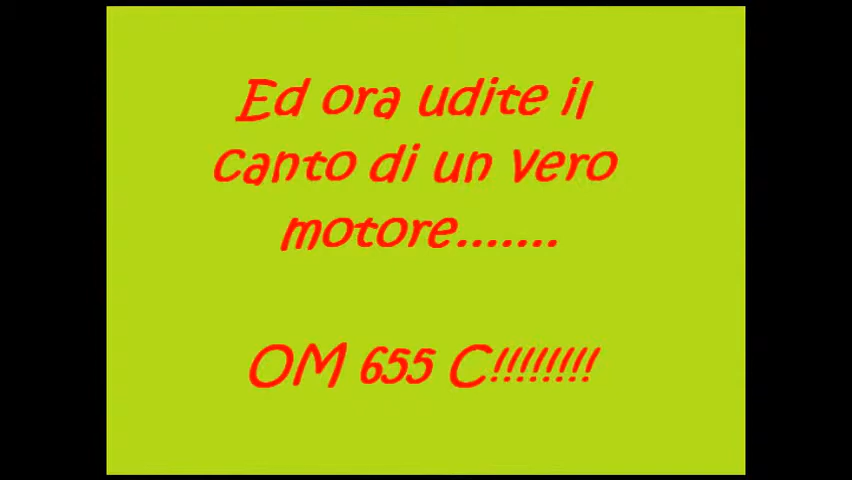 Ed ora udite il
canto di un vero
motore.......
OM 655 C!!!!!!!!